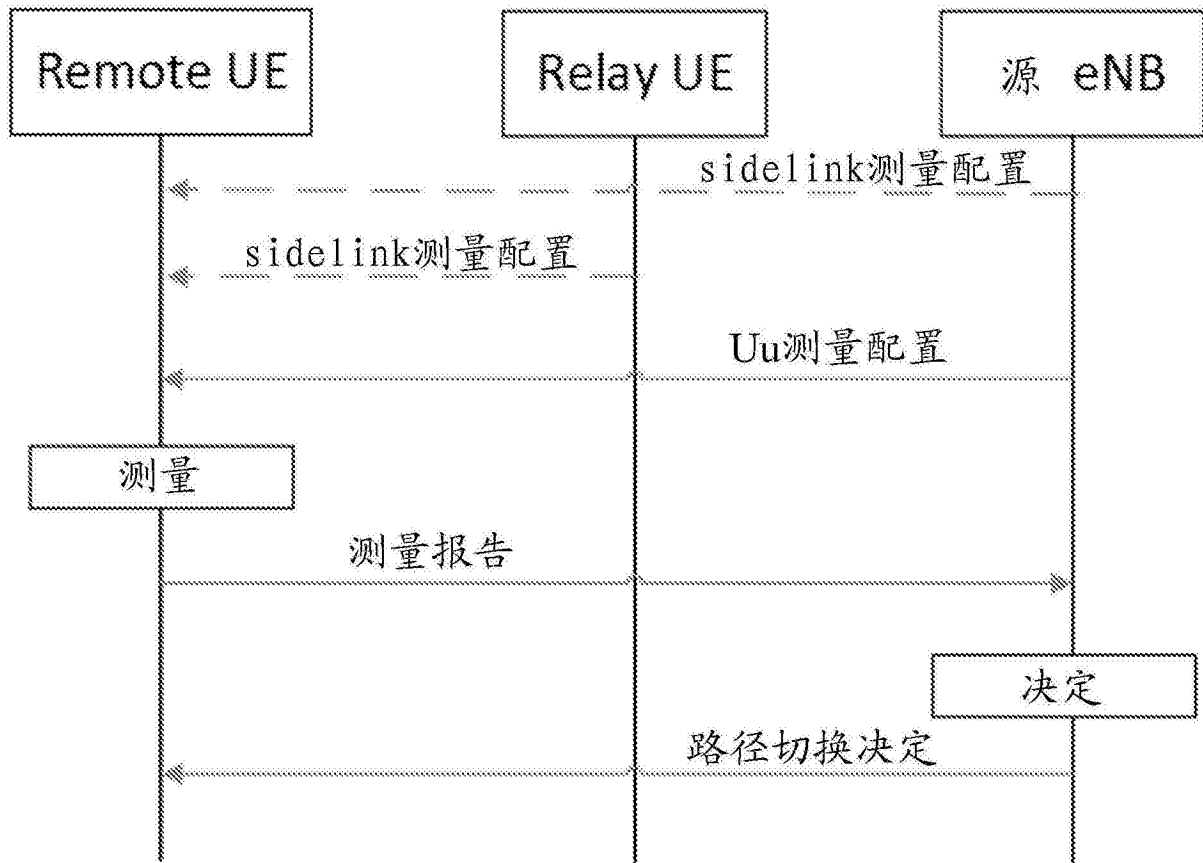 Remote UE
Relay UE
源 eNB
sidelink测量配置
sidelink测量配置
Uu测量配置
测量
测量报告
决定
路径切换决定